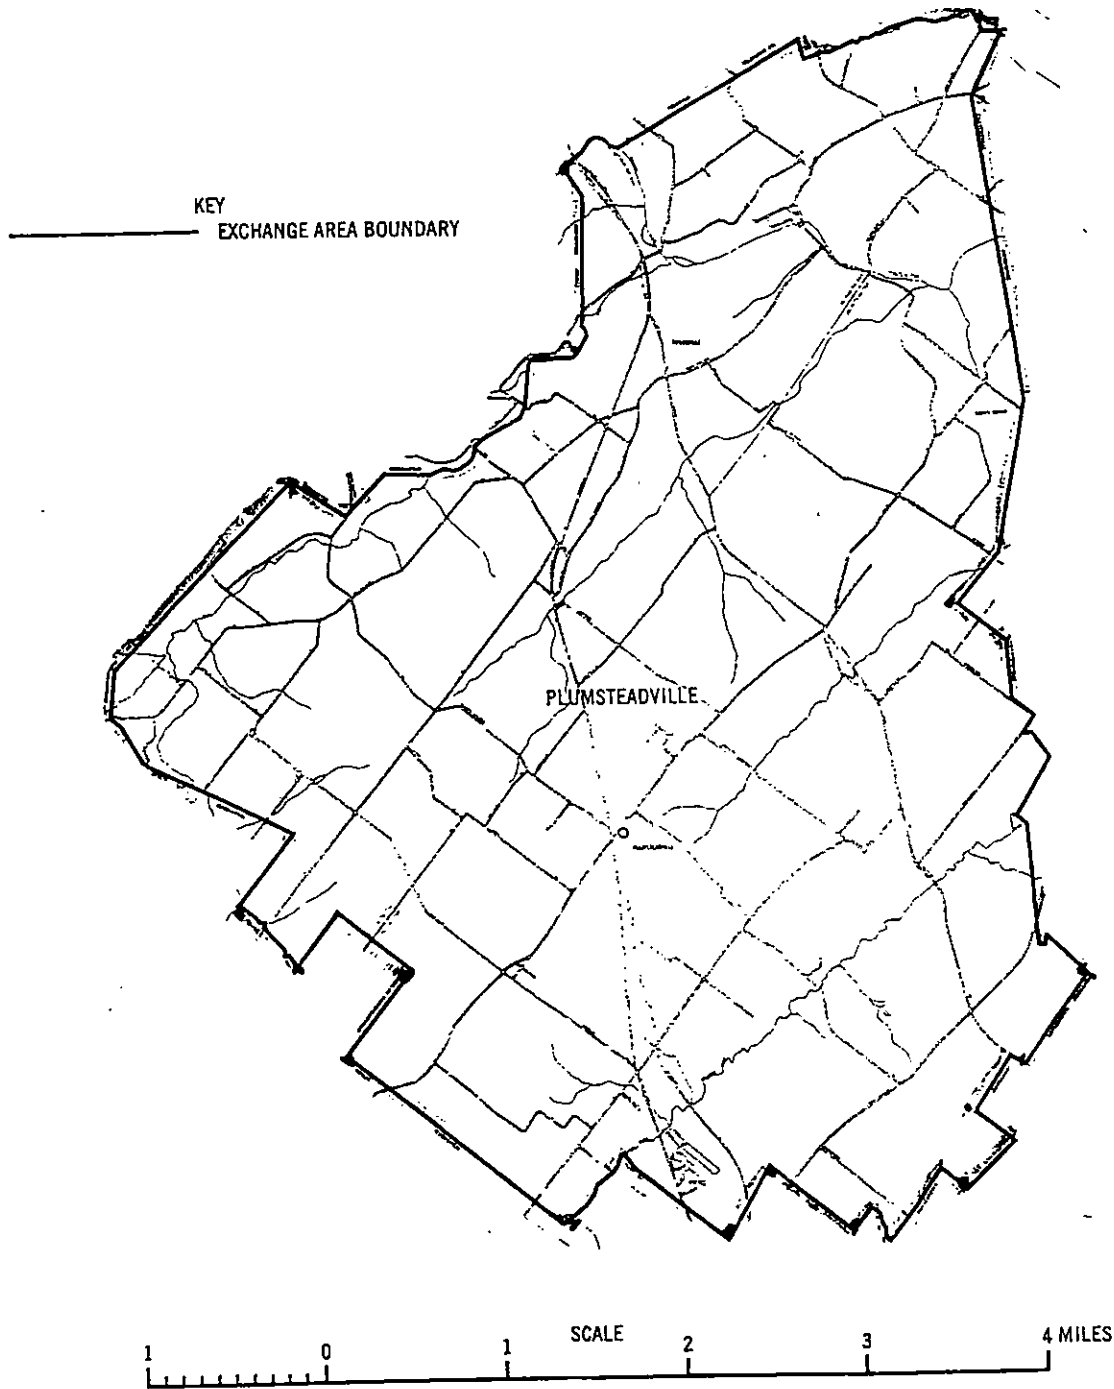 KEY
EXCHANGE AREA BOUNDARY
PLUMSTEADVILLE
SCALE
1 0 1 2 3 4 MILES